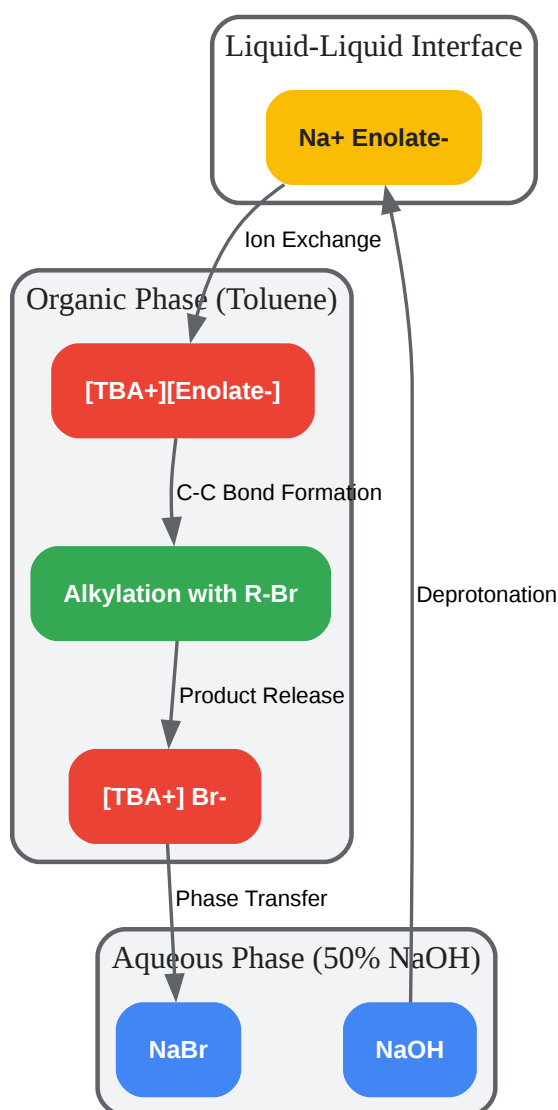 Liquid-Liquid Interface
Na+ Enolate-
Ion Exchange
Organic Phase (Toluene)
[TBA+][Enolate-]
C-C Bond Formation
Alkylation with R-Br
Deprotonation
Product Release
[TBA+] Br-
Phase Transfer
Aqueous Phase (50% NaOH)
NaBr
NaOH